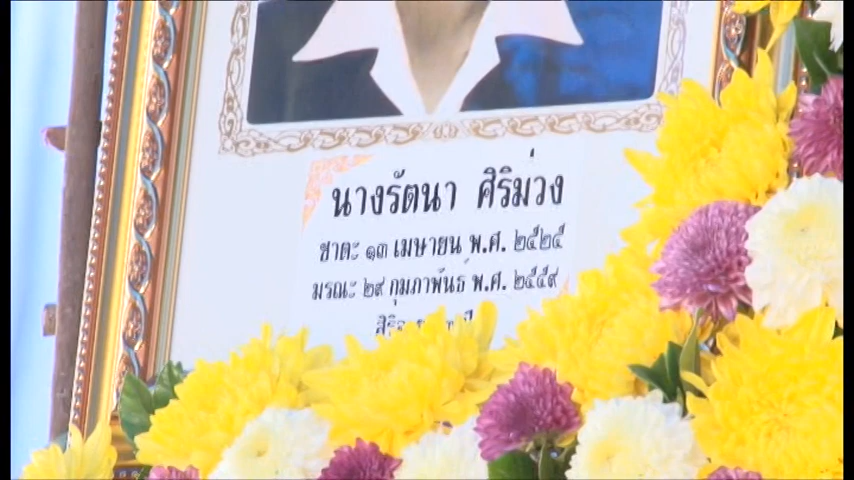 นางรัตนา ศิริม่วง
ชาตะ ๑๓ เมษายน พ.ศ. ๒๕๒๕
มรณะ ๒๙ กุมภาพันธ์ พ.ศ. ๒๕๕๙